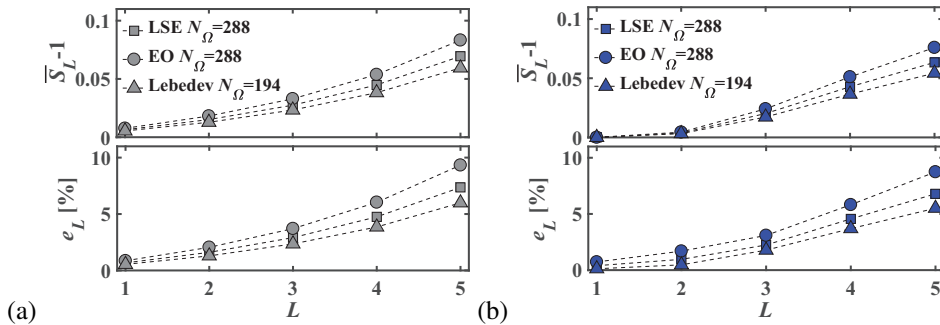 0.1
LSE N_Ω=288
EO N_Ω=288
Lebedev N_Ω=194
0.05
0
S̅_L-1
10
5
0
e_L [%]
1 2 3 4 5
L
(a)
0.1
LSE N_Ω=288
EO N_Ω=288
Lebedev N_Ω=194
0.05
0
S̅_L-1
10
5
0
e_L [%]
1 2 3 4 5
L
(b)